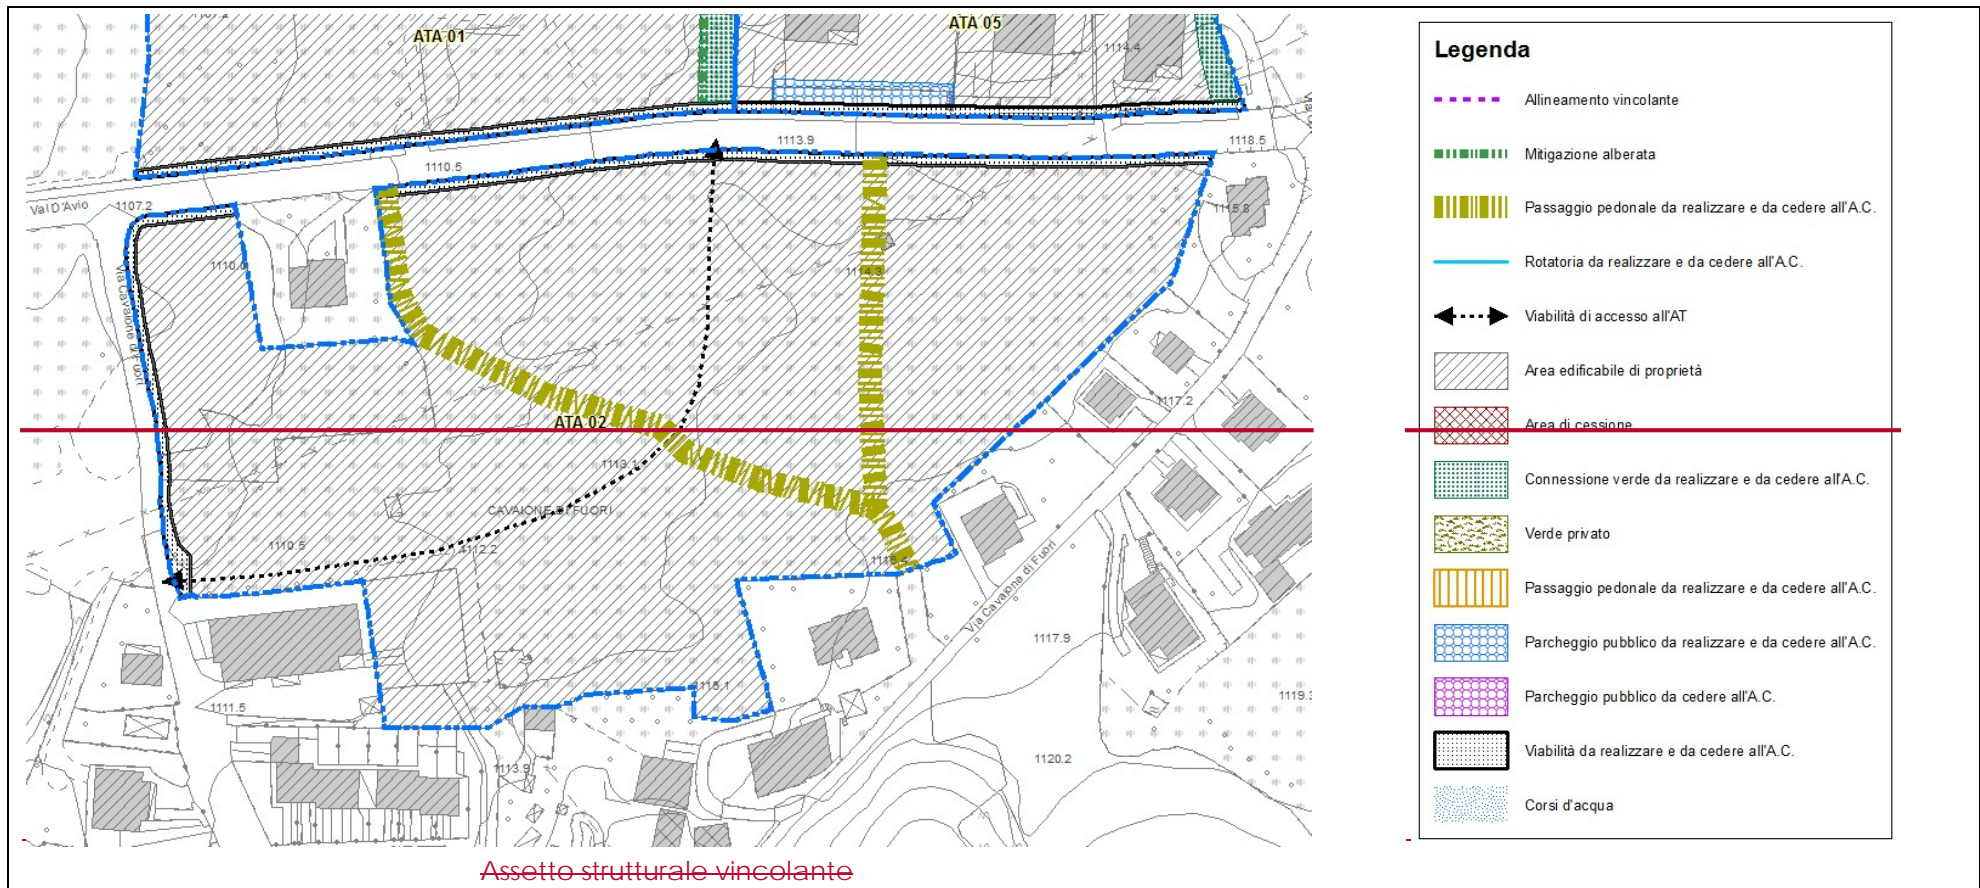 1107.2
ATA 01
ATA 05
1114.4
1113.9
1118.5
1110.5
Val D'Avio
1107.2
1115.8
1110.0
1114.3
Via Cavaione di Fuori
1117.2
ATA 02
1113.1
CAVAIONE DI FUORI
1110.5
1112.2
1116.4
Via Cavaione di Fuori
1117.9
1115.1
1119.3
1111.5
1120.2
1113.9
Assetto strutturale vincolante
Legenda
Allineamento vincolante
Mitigazione alberata
Passaggio pedonale da realizzare e da cedere all'A.C.
Rotatoria da realizzare e da cedere all'A.C.
Viabilità di accesso all'AT
Area edificabile di proprietà
Area di cessione
Connessione verde da realizzare e da cedere all'A.C.
Verde privato
Passaggio pedonale da realizzare e da cedere all'A.C.
Parcheggio pubblico da realizzare e da cedere all'A.C.
Parcheggio pubblico da cedere all'A.C.
Viabilità da realizzare e da cedere all'A.C.
Corsi d'acqua